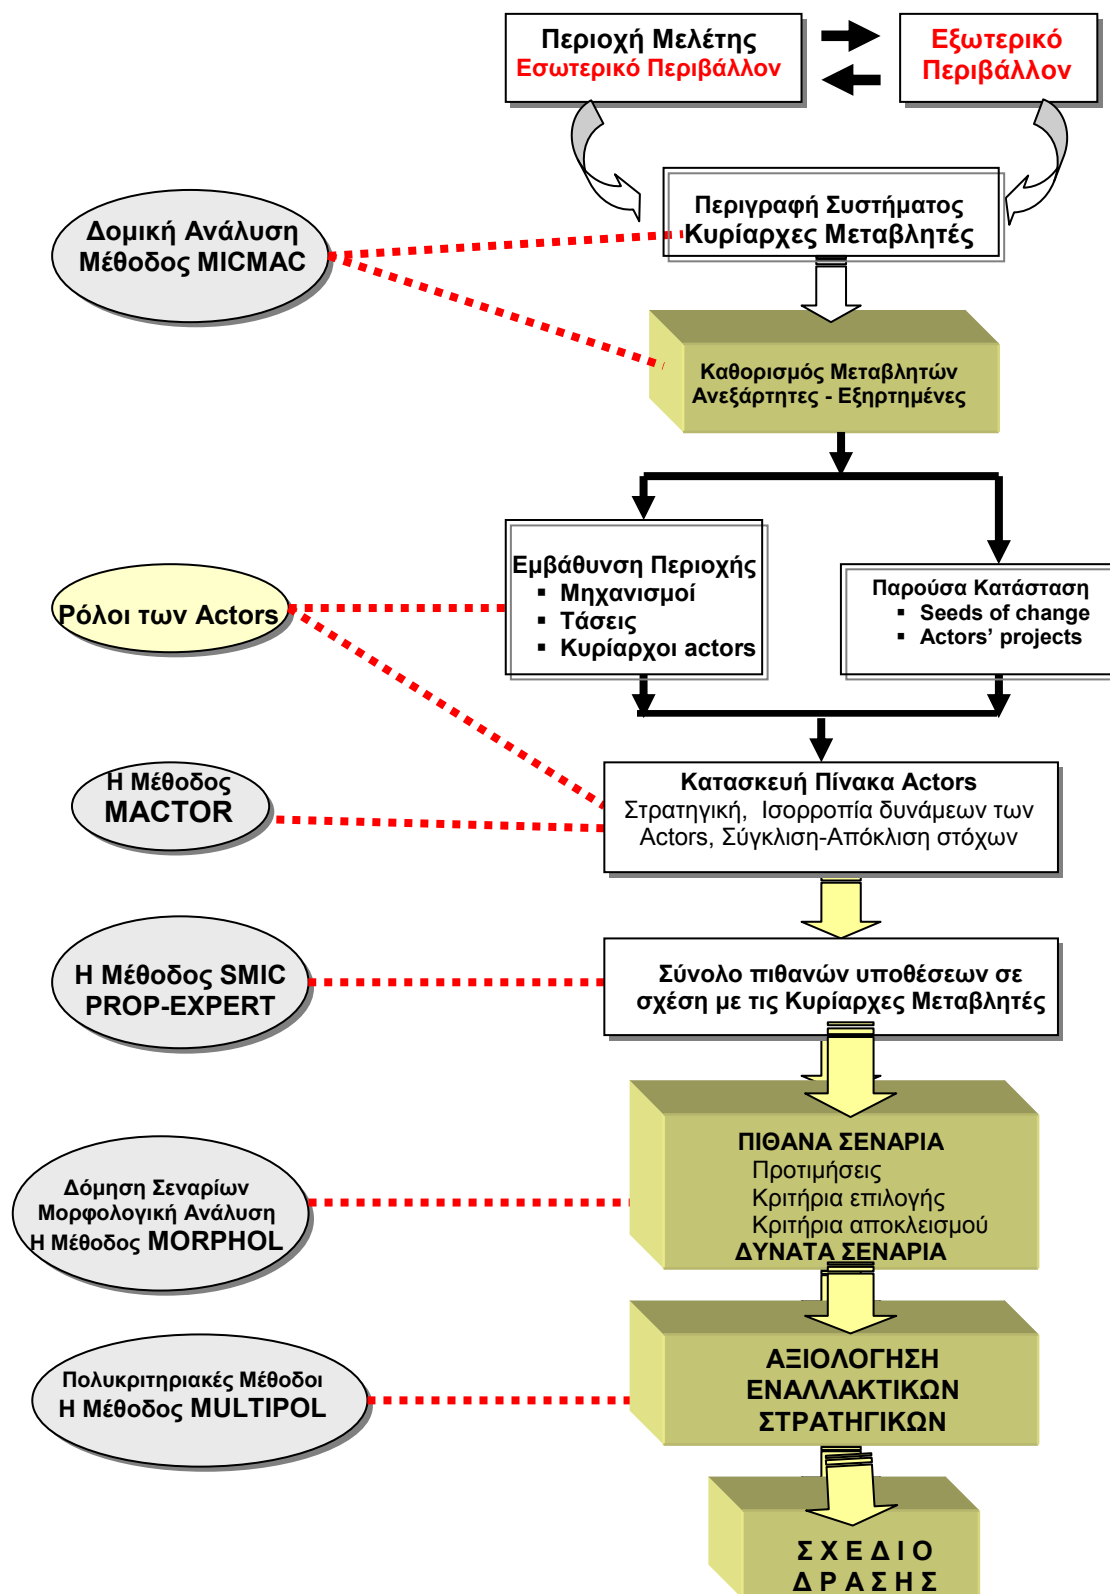 Περιοχή Μελέτης
Εσωτερικό Περιβάλλον
Εξωτερικό
Περιβάλλον
Περιγραφή Συστήματος
Κυρίαρχες Μεταβλητές
Δομική Ανάλυση
Μέθοδος MICMAC
Καθορισμός Μεταβλητών
Ανεξάρτητες - Εξηρτημένες
Εμβάθυνση Περιοχής
▪ Μηχανισμοί
▪ Τάσεις
▪ Κυρίαρχοι actors
Παρούσα Κατάσταση
▪ Seeds of change
▪ Actors’ projects
Ρόλοι των Actors
Η Μέθοδος
MACTOR
Κατασκευή Πίνακα Actors
Στρατηγική, Ισορροπία δυνάμεων των
Actors, Σύγκλιση-Απόκλιση στόχων
Η Μέθοδος SMIC
PROP-EXPERT
Σύνολο πιθανών υποθέσεων σε
σχέση με τις Κυρίαρχες Μεταβλητές
Δόμηση Σεναρίων
Μορφολογική Ανάλυση
Η Μέθοδος MORPHOL
ΠΙΘΑΝΑ ΣΕΝΑΡΙΑ
Προτιμήσεις
Κριτήρια επιλογής
Κριτήρια αποκλεισμού
ΔΥΝΑΤΑ ΣΕΝΑΡΙΑ
Πολυκριτηριακές Μέθοδοι
Η Μέθοδος MULTIPOL
ΑΞΙΟΛΟΓΗΣΗ
ΕΝΑΛΛΑΚΤΙΚΩΝ
ΣΤΡΑΤΗΓΙΚΩΝ
Σ Χ Ε Δ Ι Ο
Δ Ρ Α Σ Η Σ